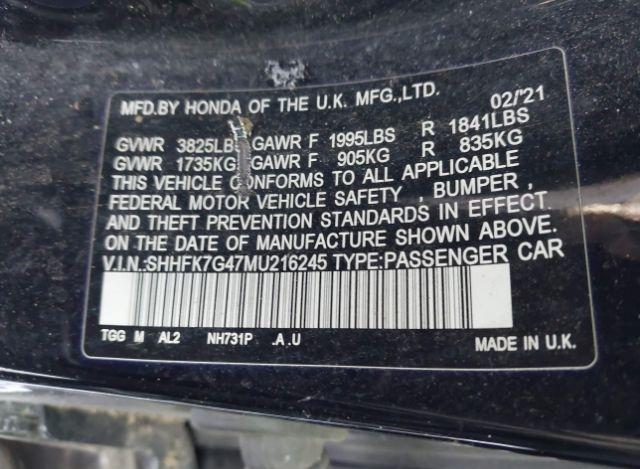 MFD.BY HONDA OF THE U.K. MFG.,LTD. 02/'21
GVWR 3825LB GAWR F 1995LBS R 1841LBS
GVWR 1735KG GAWR F 905KG R 835KG
THIS VEHICLE CONFORMS TO ALL APPLICABLE
FEDERAL MOTOR VEHICLE SAFETY , BUMPER ,
AND THEFT PREVENTION STANDARDS IN EFFECT
ON THE DATE OF MANUFACTURE SHOWN ABOVE.
V.I.N.:SHHFK7G47MU216245 TYPE:PASSENGER CAR
TGG M AL2 NH731P .A .U MADE IN U.K.